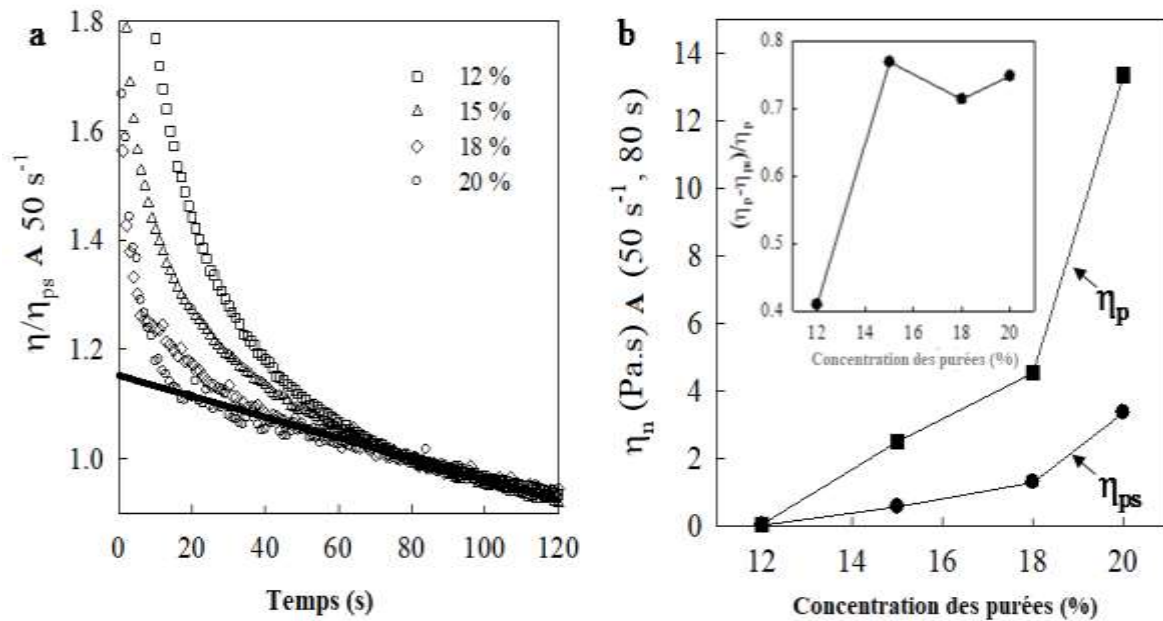 a
η/ηps A 50 s-1
1.8
1.6
1.4
1.2
1.0
12 %
15 %
18 %
20 %
0 20 40 60 80 100 120
Temps (s)
b
ηn (Pa.s) A (50 s-1, 80 s)
14
12
10
8
6
4
2
0
(ηp-ηps)/ηp
0.8
0.7
0.6
0.5
0.4
12 14 16 18 20
Concentration des purées (%)
ηp
ηps
12 14 16 18 20
Concentration des purées (%)